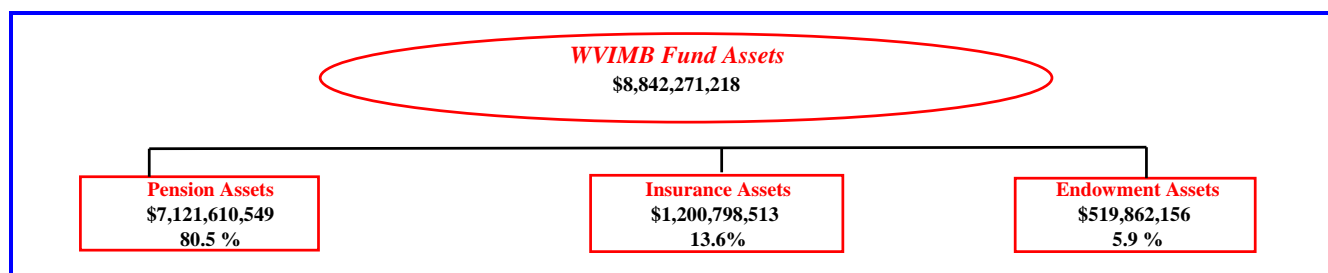 WVIMB Fund Assets
$8,842,271,218
Pension Assets
$7,121,610,549
80.5 %
Insurance Assets
$1,200,798,513
13.6%
Endowment Assets
$519,862,156
5.9 %